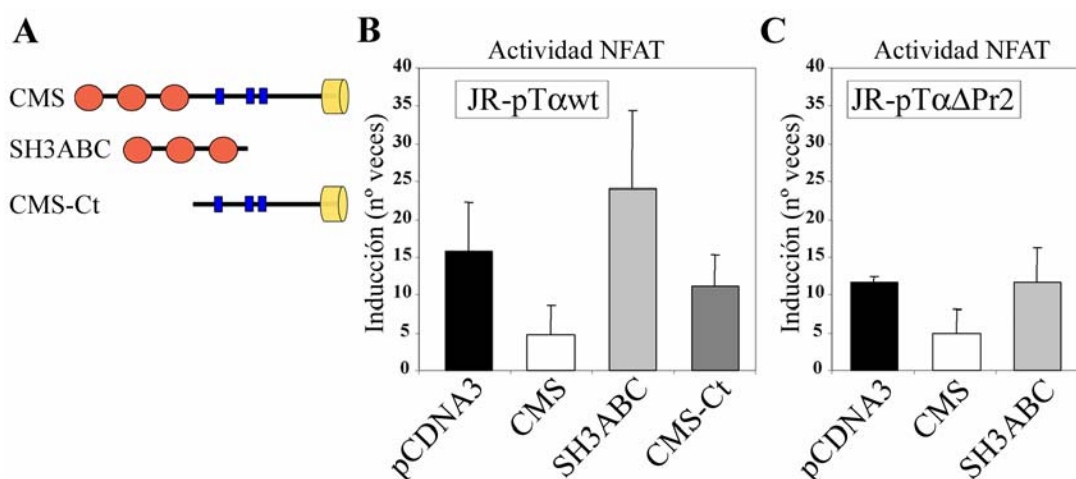 A
CMS
SH3ABC
CMS-Ct
B
Actividad NFAT
JR-pTαwt
Inducción (nº veces)
40
35
30
25
20
15
10
5
0
pCDNA3
CMS
SH3ABC
CMS-Ct
C
Actividad NFAT
JR-pTαΔPr2
Inducción (nº veces)
40
35
30
25
20
15
10
5
0
pCDNA3
CMS
SH3ABC